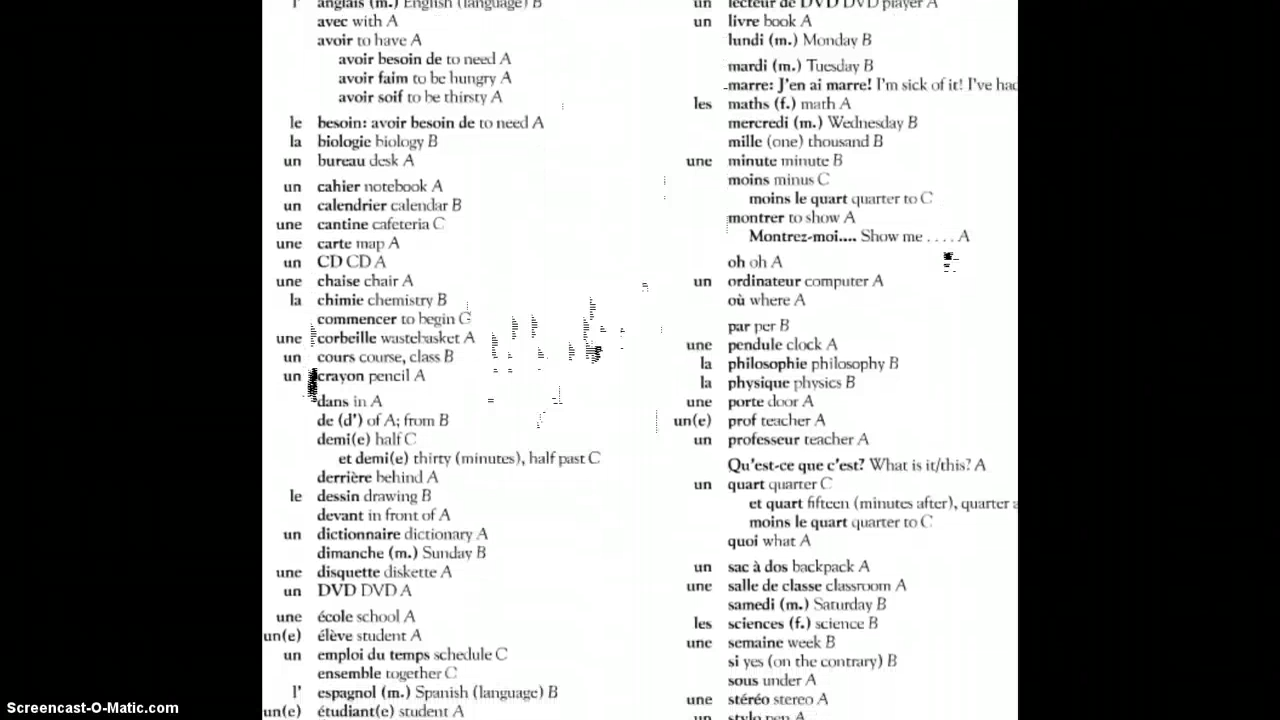 l' anglais (m.) English (language) B
avec with A
avoir to have A
avoir besoin de to need A
avoir faim to be hungry A
avoir soif to be thirsty A
le besoin: avoir besoin de to need A
la biologie biology B
un bureau desk A
un cahier notebook A
un calendrier calendar B
une cantine cafeteria C
une carte map A
un CD CD A
une chaise chair A
la chimie chemistry B
commencer to begin C
une corbeille wastebasket A
un cours course, class B
un crayon pencil A
dans in A
de (d') of A; from B
demi(e) half C
et demi(e) thirty (minutes), half past C
derrière behind A
le dessin drawing B
devant in front of A
un dictionnaire dictionary A
dimanche (m.) Sunday B
une disquette diskette A
un DVD DVD A
une école school A
un(e) élève student A
un emploi du temps schedule C
ensemble together C
l' espagnol (m.) Spanish (language) B
un(e) étudiant(e) student A
un lecteur de DVD DVD player A
un livre book A
lundi (m.) Monday B
mardi (m.) Tuesday B
marre: J'en ai marre! I'm sick of it! I've had
les maths (f.) math A
mercredi (m.) Wednesday B
mille (one) thousand B
une minute minute B
moins minus C
moins le quart quarter to C
montrer to show A
Montrez-moi.... Show me . . . . A
oh oh A
un ordinateur computer A
où where A
par per B
une pendule clock A
la philosophie philosophy B
la physique physics B
une porte door A
un(e) prof teacher A
un professeur teacher A
Qu'est-ce que c'est? What is it/this? A
un quart quarter C
et quart fifteen (minutes after), quarter
moins le quart quarter to C
quoi what A
un sac à dos backpack A
une salle de classe classroom A
samedi (m.) Saturday B
les sciences (f.) science B
une semaine week B
si yes (on the contrary) B
sous under A
une stéréo stereo A
un stylo pen A
Screencast-O-Matic.com